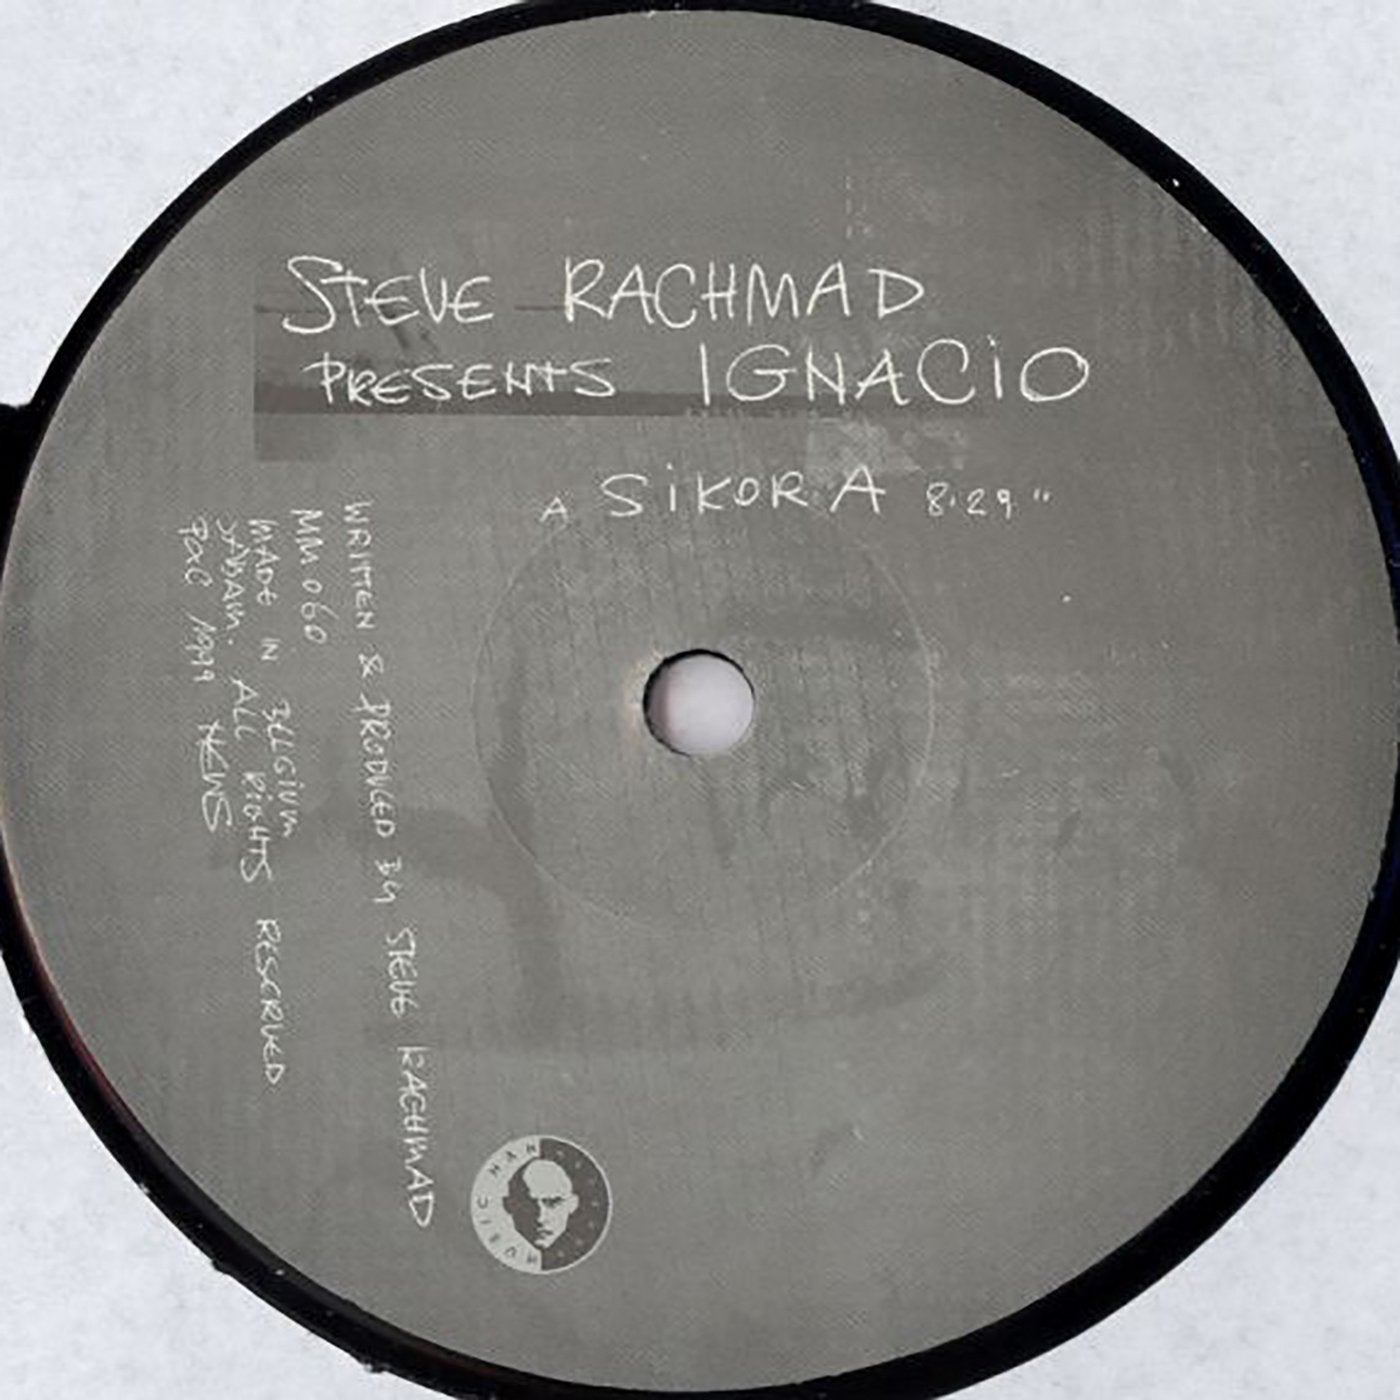 STEVE RACHMAD
PRESENTS IGNACIO
A SiKORA 8.29"
WRITTEN & PRODUCED BY STEVE RACHMAD
MM 060
MADE IN BELGIUM
SABAM. ALL RIGHTS RESERVED
P&C 1999 NEWS
MUSIC MAN